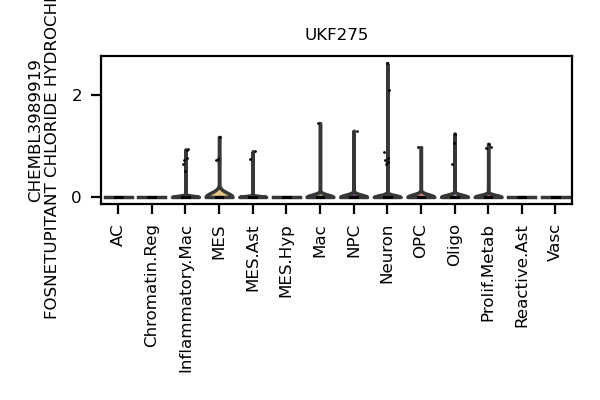 UKF275
CHEMBL3989919
FOSNETUPITANT CHLORIDE
2
0
AC
Chromatin.Reg
Inflammatory.Mac
MES
MES.Ast
MES.Hyp
Mac
NPC
Neuron
OPC
Oligo
Prolif.Metab
Reactive.Ast
Vasc